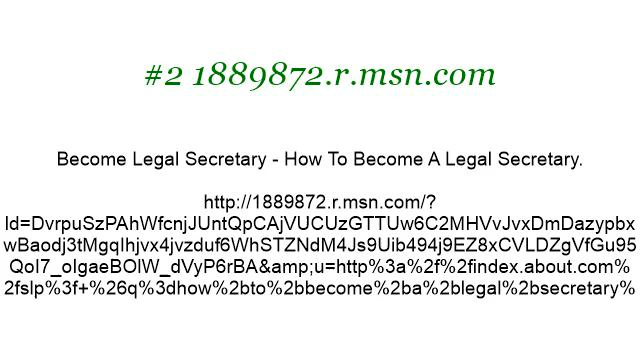 #2 1889872.r.msn.com
Become Legal Secretary - How To Become A Legal Secretary.
http://1889872.r.msn.com/?
ld=DvrpuSzPAhWfcnjJUntQpCAjVUCUzGTTUw6C2MHVvJvxDmDazypbx
wBaodj3tMgqIhjvx4jvzduf6WhSTZNdM4Js9Uib494j9EZ8xCVLDZgVfGu95
QoI7_oIgaeBOlW_dVyP6rBA&amp;u=http%3a%2f%2findex.about.com%
2fslp%3f+%26q%3dhow%2bto%2bbecome%2ba%2blegal%2bsecretary%